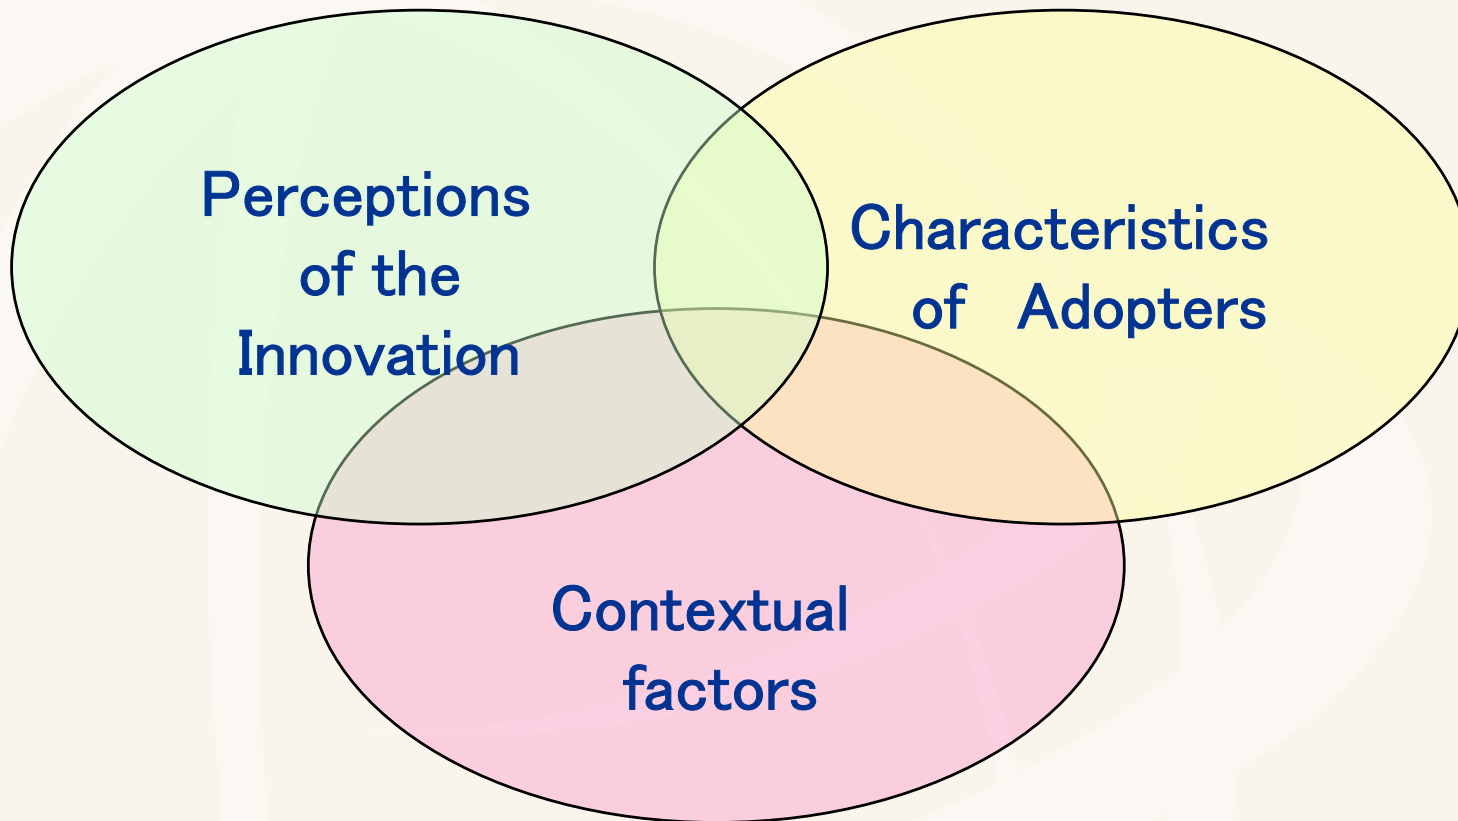 Perceptions
of the
Innovation
Characteristics
of Adopters
Contextual
factors